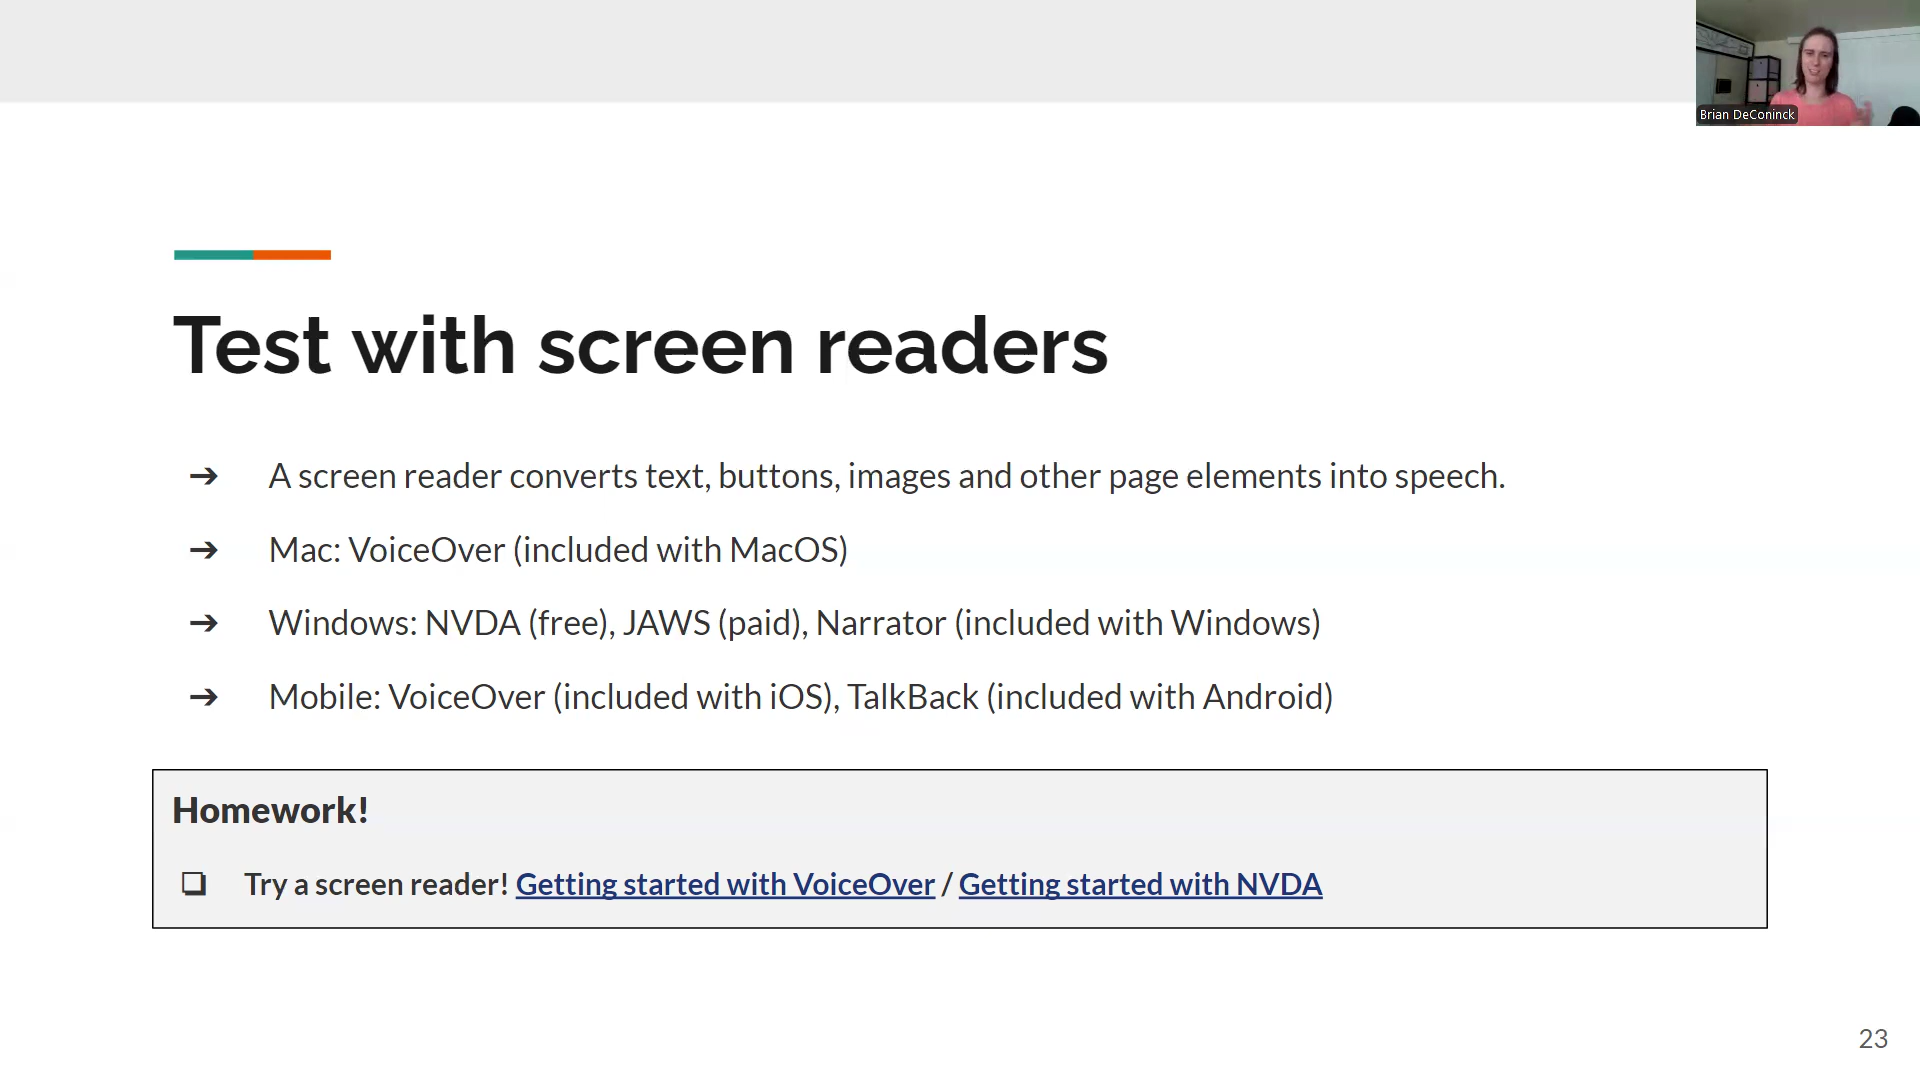 Brian DeConinck
Test with screen readers
➔ A screen reader converts text, buttons, images and other page elements into speech.
➔ Mac: VoiceOver (included with MacOS)
➔ Windows: NVDA (free), JAWS (paid), Narrator (included with Windows)
➔ Mobile: VoiceOver (included with iOS), TalkBack (included with Android)
Homework!
❏ Try a screen reader! Getting started with VoiceOver / Getting started with NVDA
23